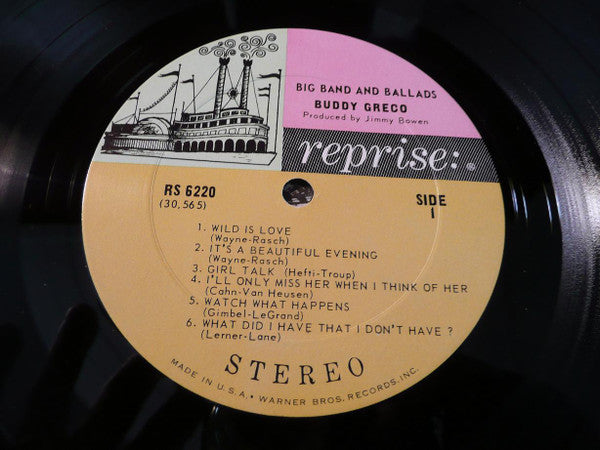 BIG BAND AND BALLADS
BUDDY GRECO
Produced by Jimmy Bowen
reprise:®
RS 6220
(30,565)
SIDE
1
1. WILD IS LOVE
(Wayne-Rasch)
2. IT'S A BEAUTIFUL EVENING
(Wayne-Rasch)
3. GIRL TALK (Hefti-Troup)
4. I'LL ONLY MISS HER WHEN I THINK OF HER
(Cahn-Van Heusen)
5. WATCH WHAT HAPPENS
(Gimbel-LeGrand)
6. WHAT DID I HAVE THAT I DON'T HAVE ?
(Lerner-Lane)
STEREO
MADE IN U.S.A. • WARNER BROS. RECORDS, INC.